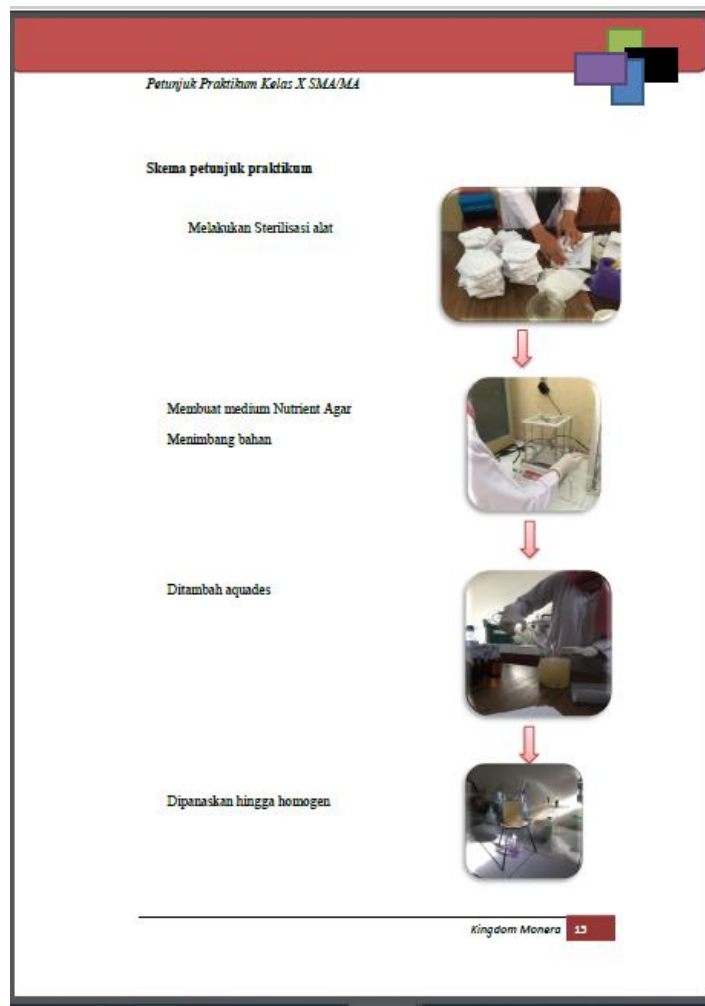 Petunjuk Praktikum Kelas X SMA/MA
Skema petunjuk praktikum
Melakukan Sterilisasi alat
Membuat medium Nutrient Agar
Menimbang bahan
Ditambah aquades
Dipanaskan hingga homogen
Kingdom Monera 15